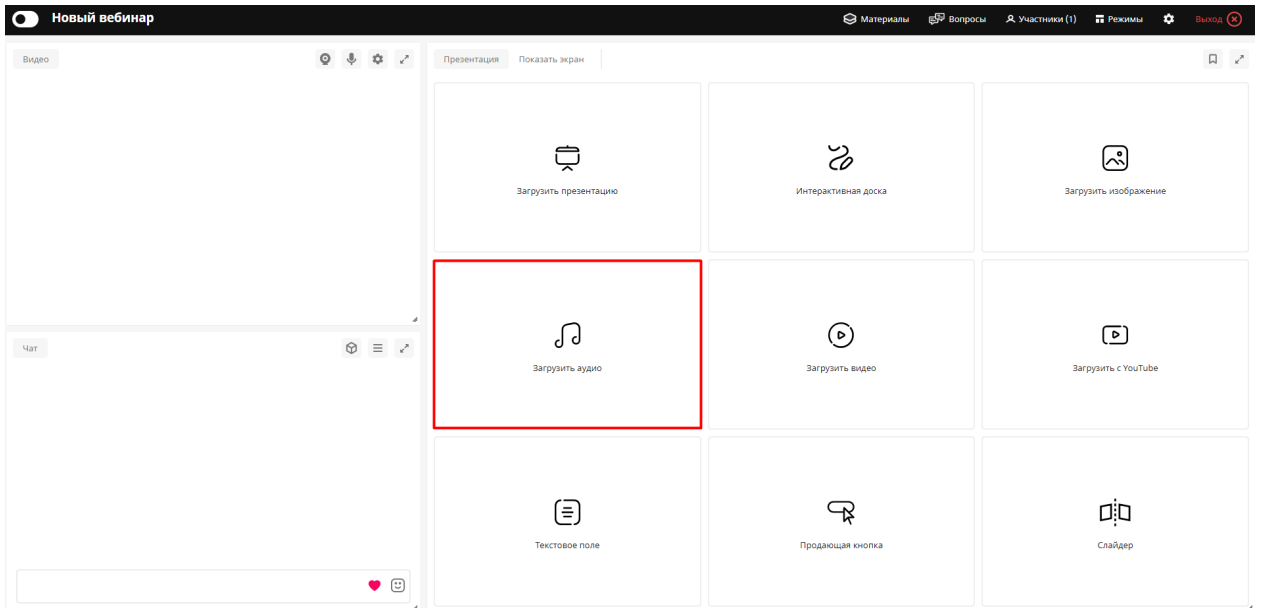 Новый вебинар
Материалы
Вопросы
Участники (1)
Режимы
Выход
Видео
Презентация
Показать экран
Загрузить презентацию
Интерактивная доска
Загрузить изображение
Загрузить аудио
Загрузить видео
Загрузить с YouTube
Чат
Текстовое поле
Продающая кнопка
Слайдер